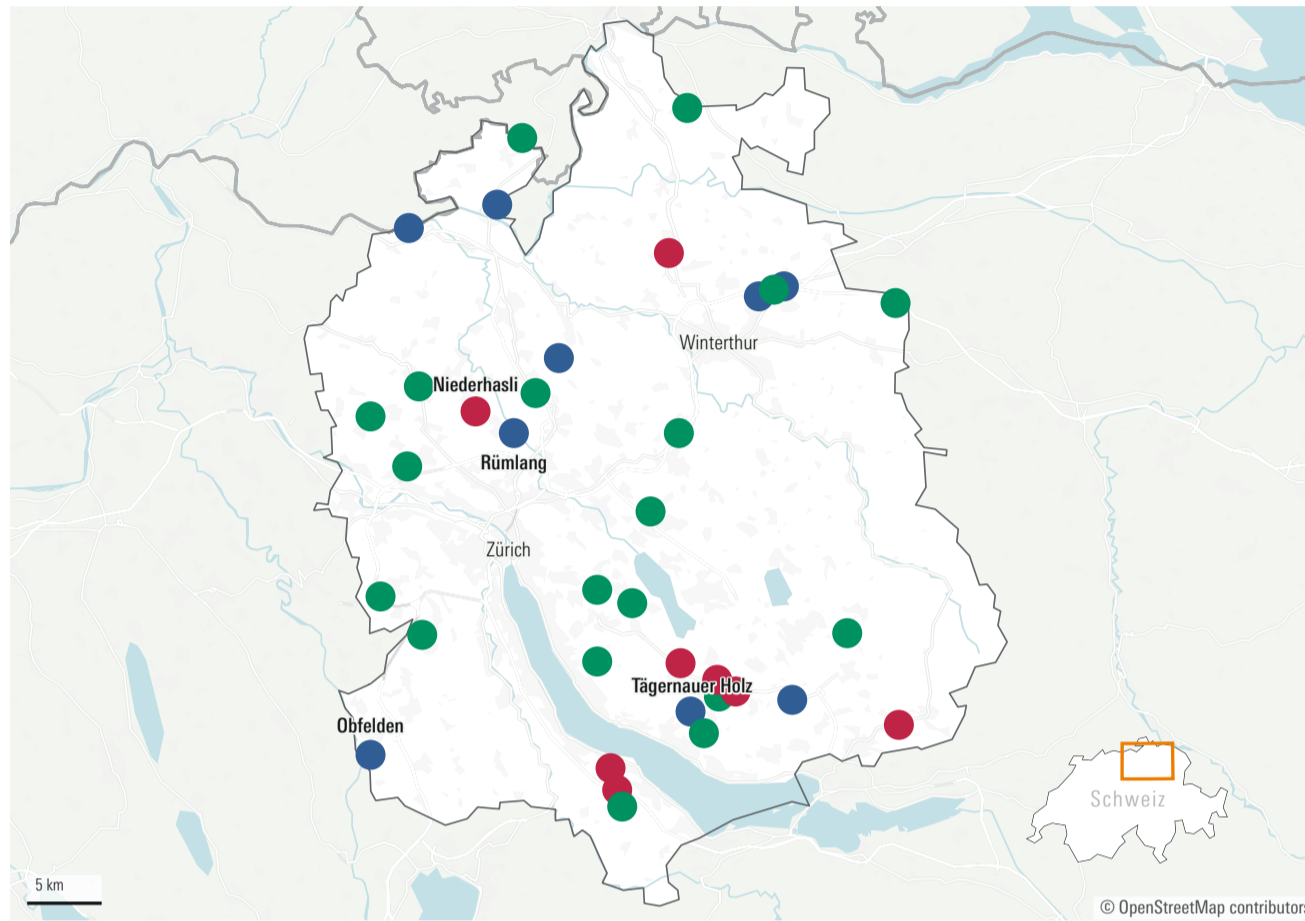 Winterthur
Niederhasli
Rümlang
Zürich
Tägernauer Holz
Obfelden
Schweiz
5 km
© OpenStreetMap contributors